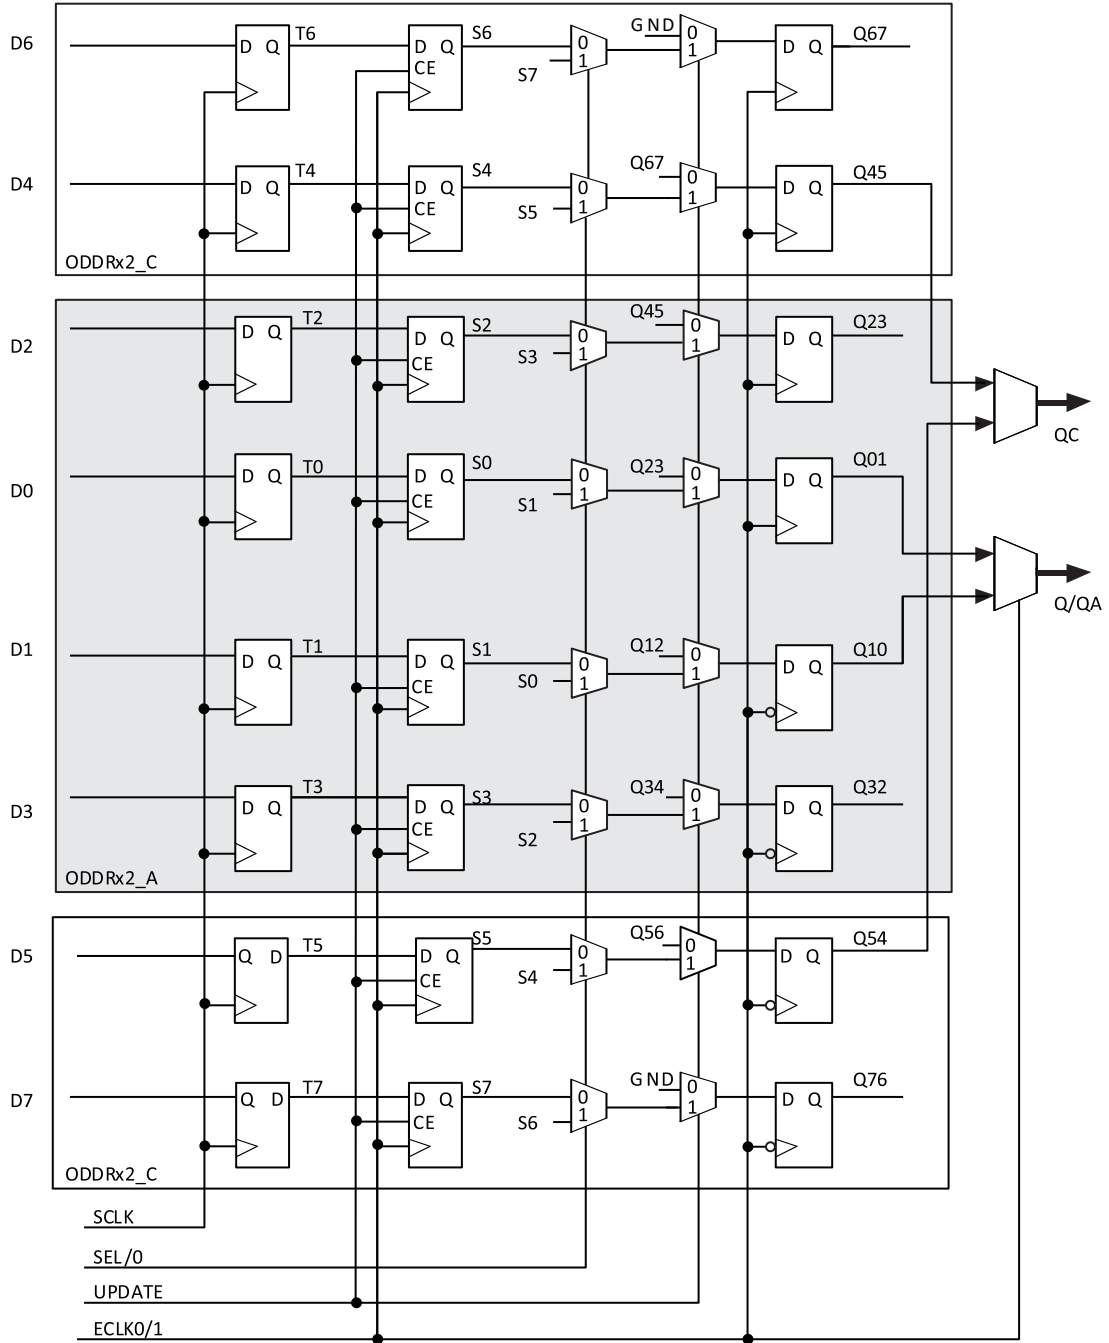 D6 D Q T6 D Q CE S6 0 1 S7 GND 0 1 D Q Q67
D4 D Q T4 D Q CE S4 0 1 S5 Q67 0 1 D Q Q45
ODDRx2_C
D2 D Q T2 D Q CE S2 0 1 S3 Q45 0 1 D Q Q23
QC
D0 D Q T0 D Q CE S0 0 1 S1 Q23 0 1 D Q Q01
Q/QA
D1 D Q T1 D Q CE S1 0 1 S0 Q12 0 1 D Q Q10
D3 D Q T3 D Q CE S3 0 1 S2 Q34 0 1 D Q Q32
ODDRx2_A
D5 Q D T5 D Q CE S5 0 1 S4 Q56 0 1 D Q Q54
D7 Q D T7 D Q CE S7 0 1 S6 GND 0 1 D Q Q76
ODDRx2_C
SCLK
SEL/0
UPDATE
ECLK0/1